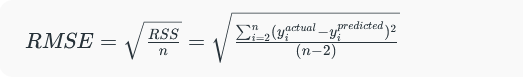 RMSE = √(RSS/n) = √(∑_{i=2}^{n}(y_i^{actual} − y_i^{predicted})²/(n−2))